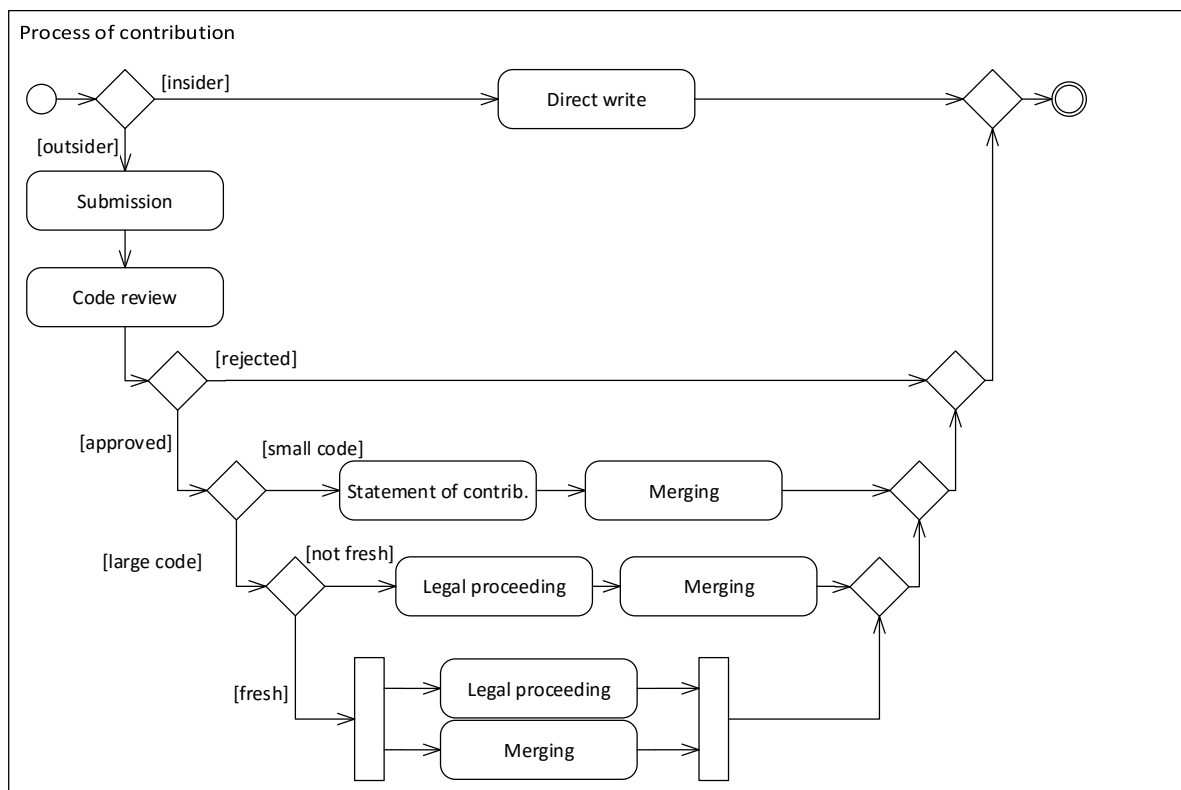 Process of contribution
[insider]
Direct write
[outsider]
Submission
Code review
[rejected]
[approved]
[small code]
Statement of contrib.
Merging
[large code]
[not fresh]
Legal proceeding
Merging
[fresh]
Legal proceeding
Merging